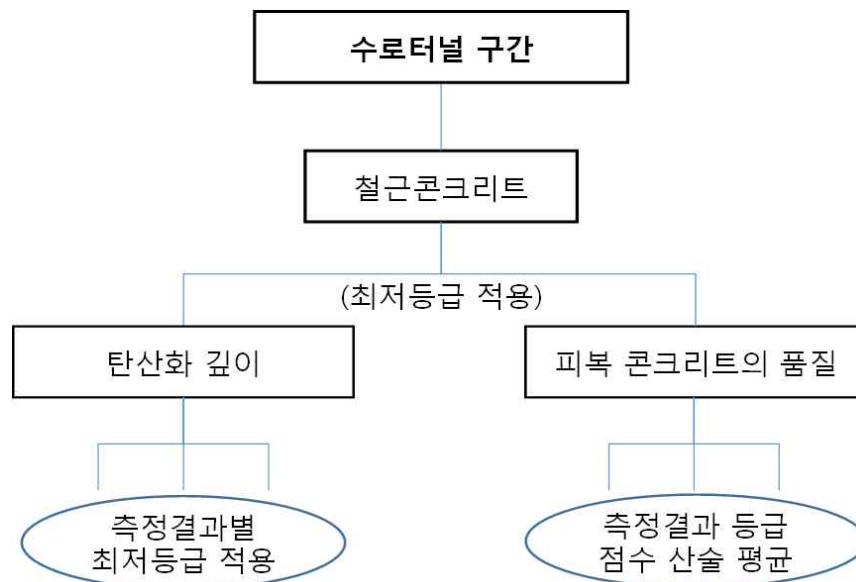 수로터널 구간
철근콘크리트
(최저등급 적용)
탄산화 깊이
피복 콘크리트의 품질
측정결과별
최저등급 적용
측정결과 등급
점수 산술 평균